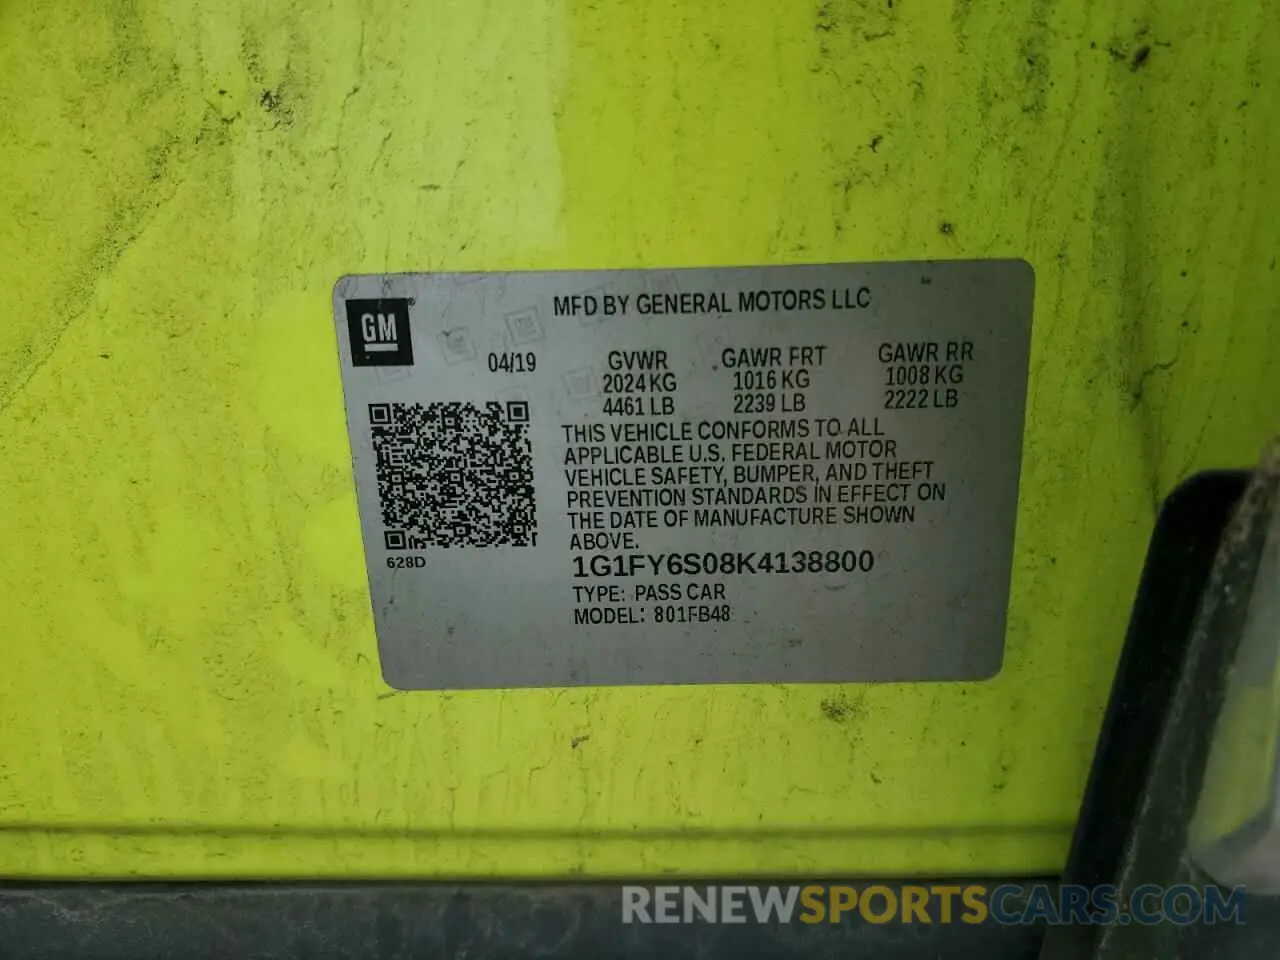 MFD BY GENERAL MOTORS LLC
GM
04/19
GVWR GAWR FRT GAWR RR
2024 KG 1016 KG 1008 KG
4461 LB 2239 LB 2222 LB
THIS VEHICLE CONFORMS TO ALL
APPLICABLE U.S. FEDERAL MOTOR
VEHICLE SAFETY, BUMPER, AND THEFT
PREVENTION STANDARDS IN EFFECT ON
THE DATE OF MANUFACTURE SHOWN
ABOVE.
628D
1G1FY6S08K4138800
TYPE: PASS CAR
MODEL: 801FB48
RENEWSPORTSCARS.COM